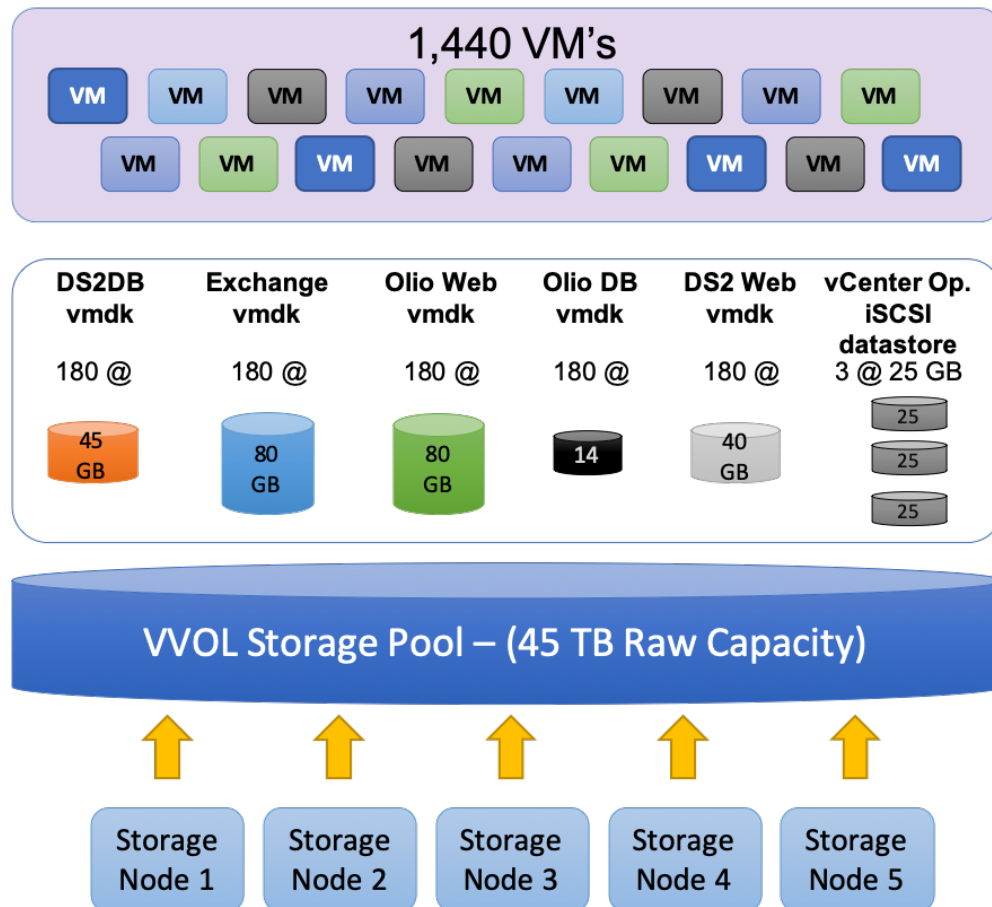 1,440 VM’s
VM VM VM VM VM VM VM VM VM
VM VM VM VM VM VM VM VM VM
DS2DB
vmdk
180 @
45
GB
Exchange
vmdk
180 @
80
GB
Olio Web
vmdk
180 @
80
GB
Olio DB
vmdk
180 @
14
DS2 Web
vmdk
180 @
40
GB
vCenter Op.
iSCSI
datastore
3 @ 25 GB
25
25
25
VVOL Storage Pool – (45 TB Raw Capacity)
Storage
Node 1
Storage
Node 2
Storage
Node 3
Storage
Node 4
Storage
Node 5